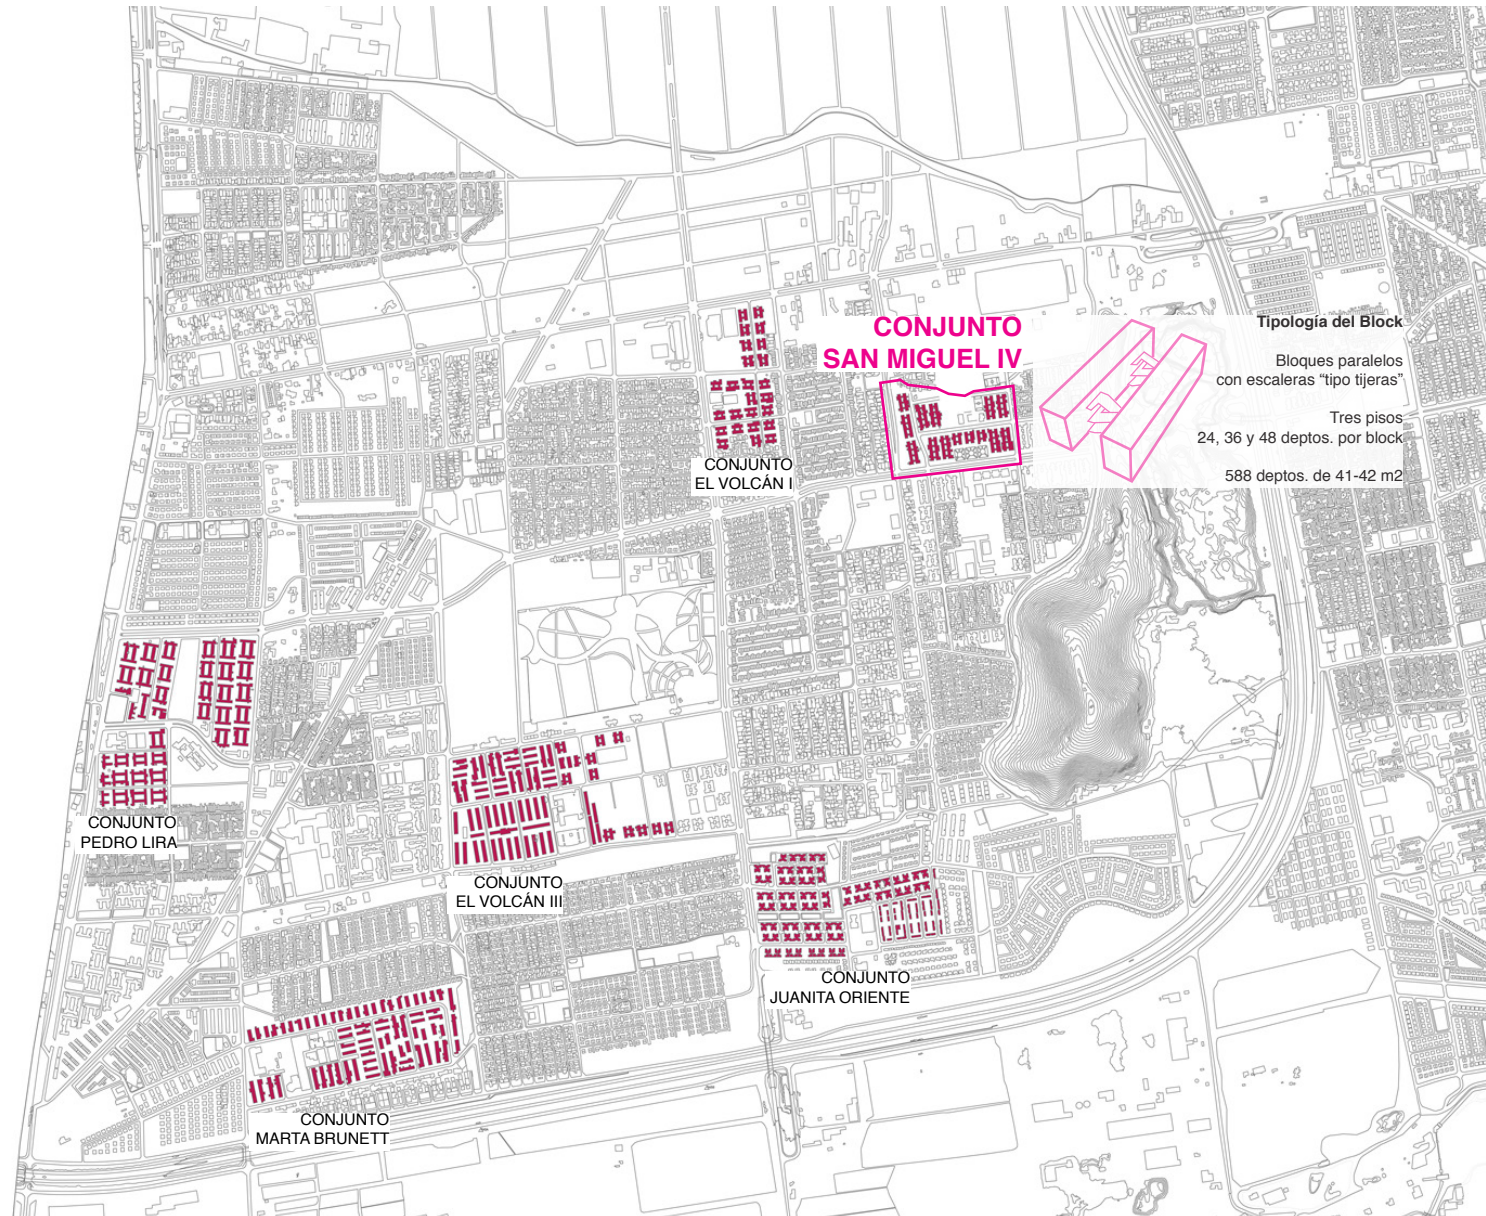 CONJUNTO
SAN MIGUEL IV
Tipología del Block
Bloques paralelos
con escaleras “tipo tijeras”
Tres pisos
24, 36 y 48 deptos. por block
588 deptos. de 41-42 m2
CONJUNTO
EL VOLCÁN I
CONJUNTO
PEDRO LIRA
CONJUNTO
EL VOLCÁN III
CONJUNTO
JUANITA ORIENTE
CONJUNTO
MARTA BRUNETT